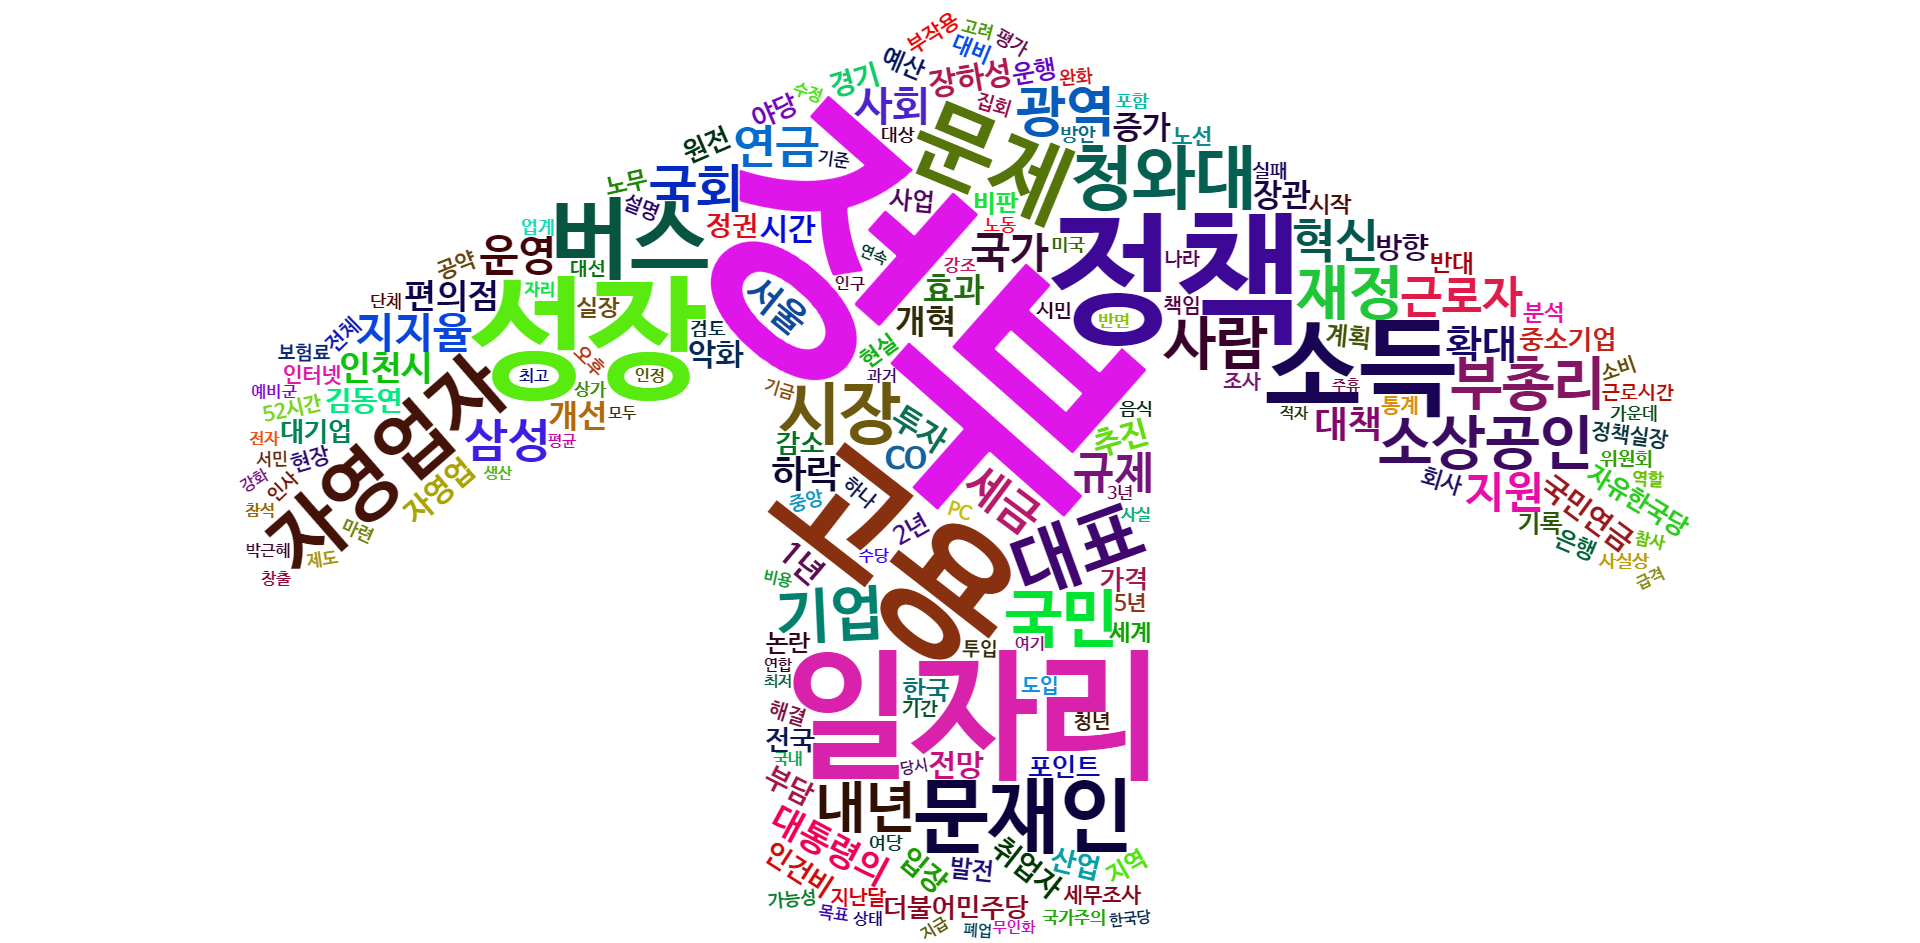 부작용
고려
평가
대비
예산
장하성
운행
완화
경기
수정
사회
집회
광역
포함
야당
문제
방안
증가
노선
원전
연금
기준
대상
정부
청와대
실패
노무
설명
국회
사업
비판
장관
시작
업계
버스
정권
시간
노동
국가
미국
정책
혁신
방향
공약
운영
대선
연속
강조
나라
반대
단체
편의점
자리
실장
서울
인구
효과
시민
책임
재정
근로자
전체
지지율
성장
검토
개혁
반면
사람
계획
분석
보험료
인천시
오후
악화
현실
소득
확대
중소기업
인터넷
최고
인정
과거
조사
주휴
부총리
소비
예비군
52시간
김동연
자영업자
상가
기금
시장
투자
음식
적자
대책
통계
근로시간
전자
대기업
개선
모두
감소
CO
추진
소상공인
가운데
정책실장
서민
현장
삼성
평균
하락
규제
위원회
강화
인사
자영업
생산
하나
고용
세금
3년
회사
지원
국민연금
자유한국당
역할
참석
마련
중앙
2년
PC
대표
사실
기록
은행
참사
박근혜
제도
1년
수당
사실상
창출
비용
가격
급격
기업
국민
5년
논란
투입
여기
세계
연합
최저
일자리
한국
도입
해결
기간
청년
전국
국내
당시
전망
포인트
부담
내년
문재인
대통령의
여당
인건비
입장
발전
취업자
산업
지역
가능성
지난달
더불어민주당
세무조사
목표
상태
지급
폐업
무인화
국가주의
한국당